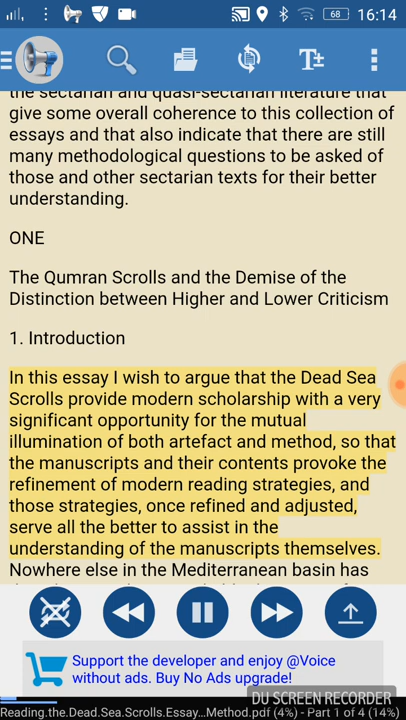 68 16:14
T±
the sectarian and quasi-sectarian literature that
give some overall coherence to this collection of
essays and that also indicate that there are still
many methodological questions to be asked of
those and other sectarian texts for their better
understanding.
ONE
The Qumran Scrolls and the Demise of the
Distinction between Higher and Lower Criticism
1. Introduction
In this essay I wish to argue that the Dead Sea
Scrolls provide modern scholarship with a very
significant opportunity for the mutual
illumination of both artefact and method, so that
the manuscripts and their contents provoke the
refinement of modern reading strategies, and
those strategies, once refined and adjusted,
serve all the better to assist in the
understanding of the manuscripts themselves.
Nowhere else in the Mediterranean basin has
Support the developer and enjoy @Voice
without ads. Buy No Ads upgrade!
DU SCREEN RECORDER
Reading.the.Dead.Sea.Scrolls.Essay...Method.pdf (4%) - Part 1 of 4 (14%)